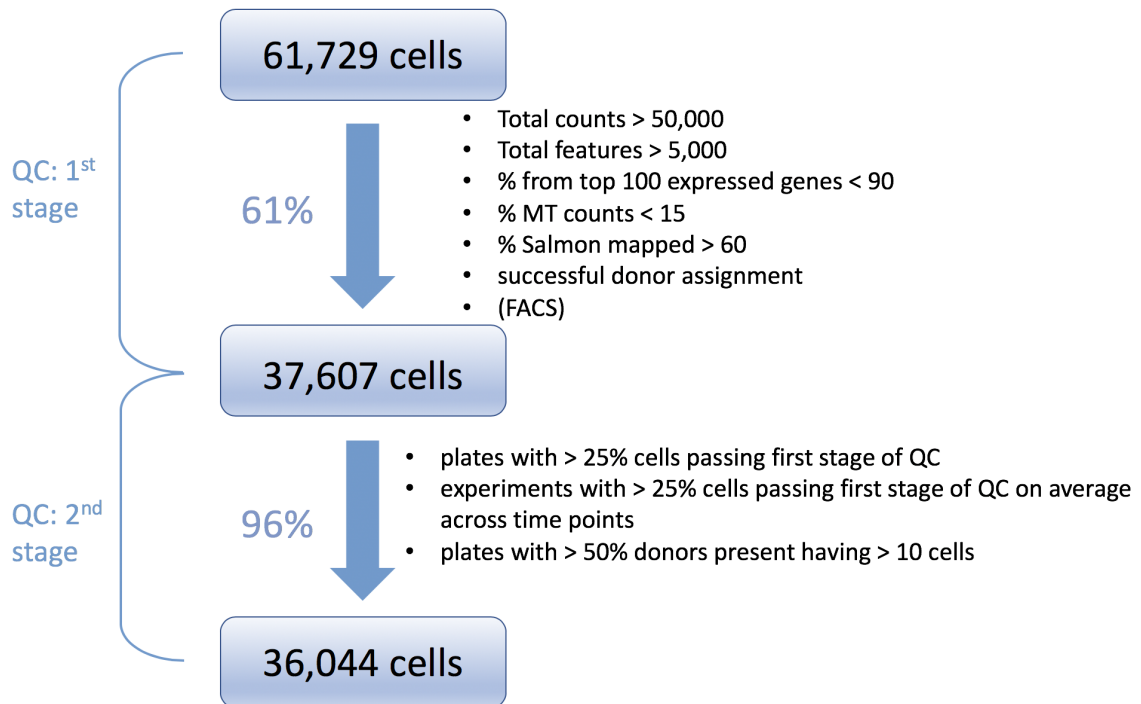 61,729 cells
• Total counts > 50,000
• Total features > 5,000
• % from top 100 expressed genes < 90
• % MT counts < 15
• % Salmon mapped > 60
• successful donor assignment
• (FACS)
QC: 1st
stage
61%
37,607 cells
• plates with > 25% cells passing first stage of QC
• experiments with > 25% cells passing first stage of QC on average
across time points
• plates with > 50% donors present having > 10 cells
QC: 2nd
stage
96%
36,044 cells